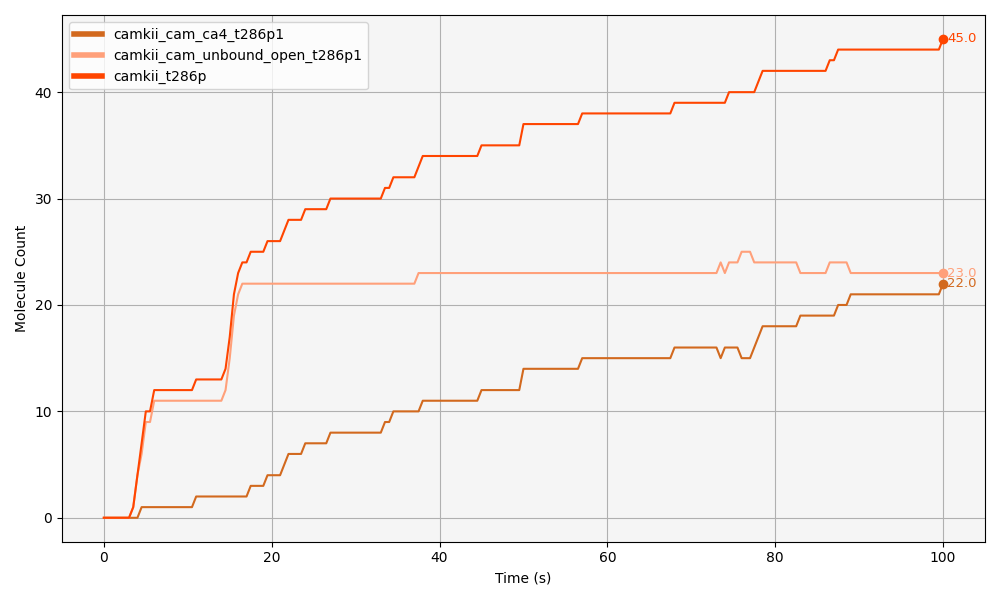 camkii_cam_ca4_t286p1
camkii_cam_unbound_open_t286p1
camkii_t286p
45.0
23.0
22.0
40
30
20
10
0
Molecule Count
0 20 40 60 80 100
Time (s)